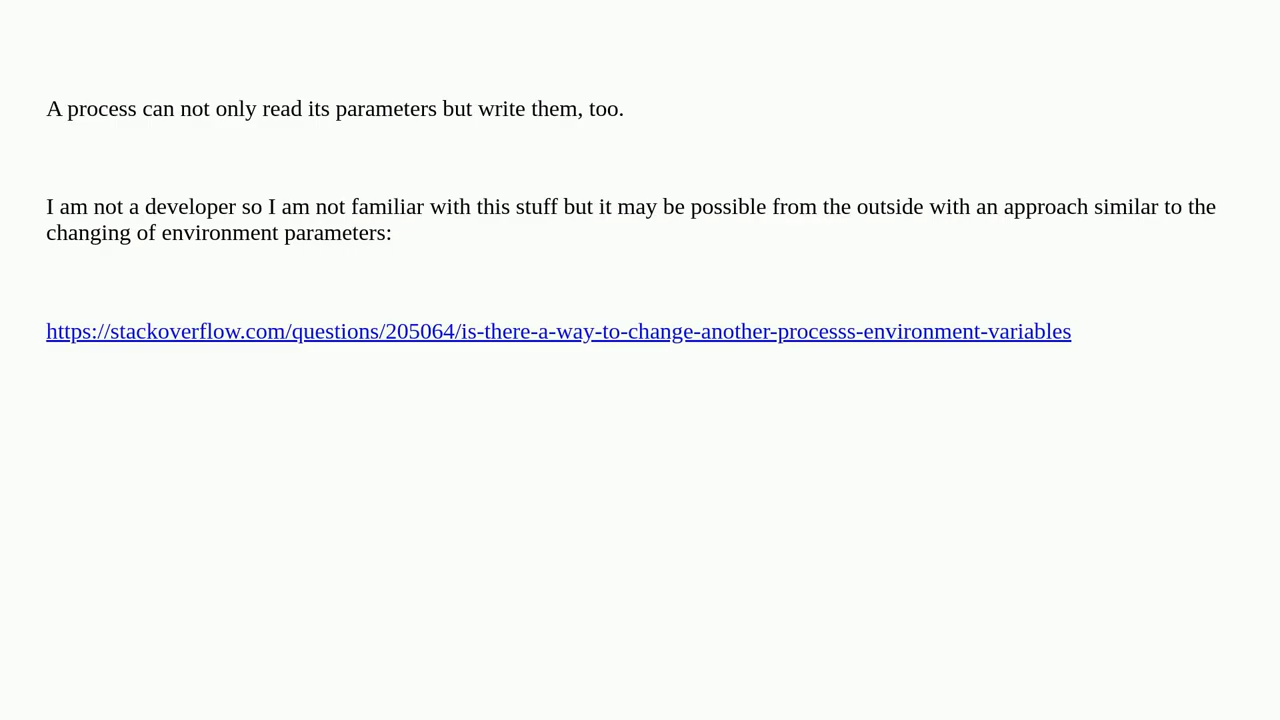 A process can not only read its parameters but write them, too.
I am not a developer so I am not familiar with this stuff but it may be possible from the outside with an approach similar to the
changing of environment parameters:
https://stackoverflow.com/questions/205064/is-there-a-way-to-change-another-processs-environment-variables